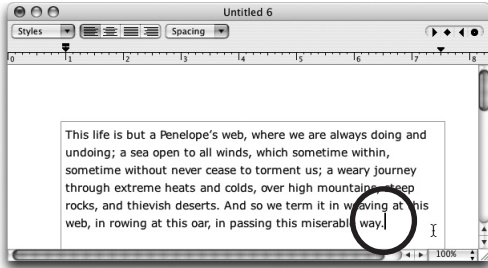 Untitled 6
Styles Spacing
0 1 2 3 4 5 6 7 8
This life is but a Penelope's web, where we are always doing and
undoing; a sea open to all winds, which sometime within,
sometime without never cease to torment us; a weary journey
through extreme heats and colds, over high mountains, steep
rocks, and thievish deserts. And so we term it in weaving at this
web, in rowing at this oar, in passing this miserable way.
100%